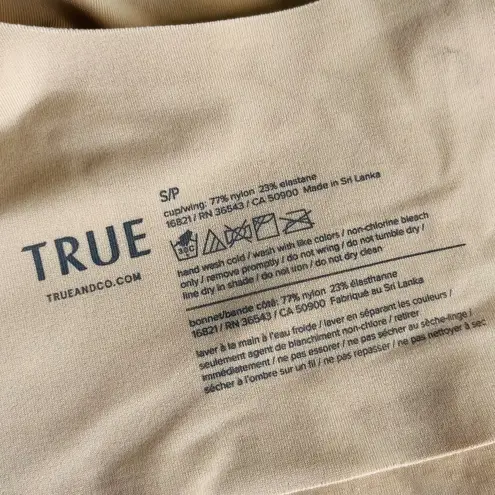 TRUE
TRUEANDCO.COM
S/P
cup/wing: 77% nylon 23% elastane
16821 / RN 36543 / CA 50900 Made in Sri Lanka
hand wash cold / wash with like colors / non-chlorine bleach
only / remove promptly / do not wring / do not tumble dry /
line dry in shade / do not iron / do not dry clean
bonnet/bande côté: 77% nylon 23% élasthanne
16821 / RN 36543 / CA 50900 Fabriqué au Sri Lanka
laver à la main à l'eau froide / laver en séparant les couleurs /
seulement agent de blanchiment non-chlore / retirer
immédiatement / ne pas essorer / ne pas sécher au sèche-linge /
sécher à l'ombre sur un fil / ne pas repasser / ne pas nettoyer à sec